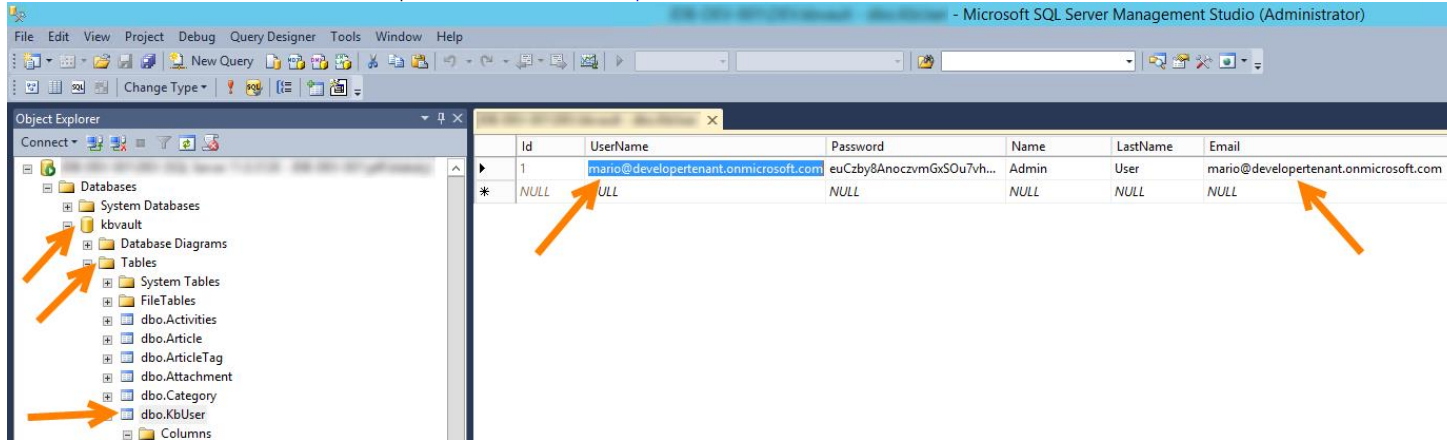 - Microsoft SQL Server Management Studio (Administrator)
File Edit View Project Debug Query Designer Tools Window Help
New Query
Change Type
Object Explorer
Connect
Databases
System Databases
kbvault
Database Diagrams
Tables
System Tables
FileTables
dbo.Activities
dbo.Article
dbo.ArticleTag
dbo.Attachment
dbo.Category
dbo.KbUser
Columns
Id UserName Password Name LastName Email
1 mario@developertenant.onmicrosoft.com euCzby8AnoczvmGxSOu7vh... Admin User mario@developertenant.onmicrosoft.com
NULL NULL NULL NULL NULL NULL